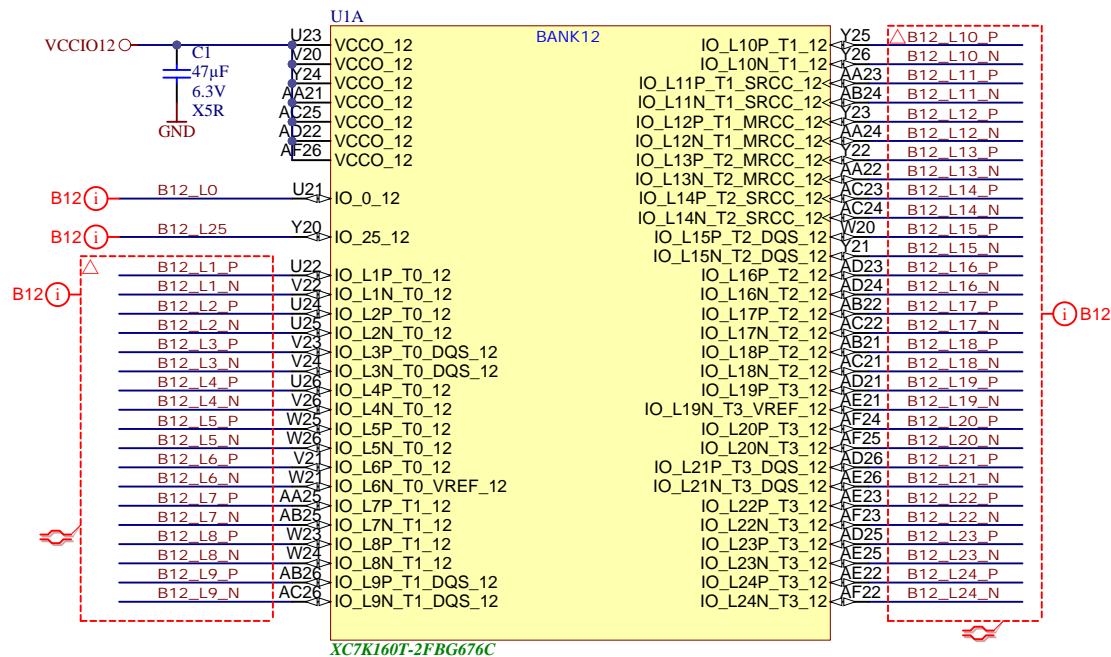 U1A
BANK12
VCCIO12
C1
47µF
6.3V
X5R
GND
U23 VCCO_12
V20 VCCO_12
Y24 VCCO_12
AA21 VCCO_12
AC25 VCCO_12
AD22 VCCO_12
AF26 VCCO_12
B12 i B12_L0 U21 IO_0_12
B12 i B12_L25 Y20 IO_25_12
B12 i
B12_L1_P U22 IO_L1P_T0_12
B12_L1_N V22 IO_L1N_T0_12
B12_L2_P U24 IO_L2P_T0_12
B12_L2_N U25 IO_L2N_T0_12
B12_L3_P V23 IO_L3P_T0_DQS_12
B12_L3_N V24 IO_L3N_T0_DQS_12
B12_L4_P U26 IO_L4P_T0_12
B12_L4_N V26 IO_L4N_T0_12
B12_L5_P W25 IO_L5P_T0_12
B12_L5_N W26 IO_L5N_T0_12
B12_L6_P V21 IO_L6P_T0_12
B12_L6_N W21 IO_L6N_T0_VREF_12
B12_L7_P AA25 IO_L7P_T1_12
B12_L7_N AB25 IO_L7N_T1_12
B12_L8_P W23 IO_L8P_T1_12
B12_L8_N W24 IO_L8N_T1_12
B12_L9_P AB26 IO_L9P_T1_DQS_12
B12_L9_N AC26 IO_L9N_T1_DQS_12
IO_L10P_T1_12 Y25 B12_L10_P
IO_L10N_T1_12 Y26 B12_L10_N
IO_L11P_T1_SRCC_12 AA23 B12_L11_P
IO_L11N_T1_SRCC_12 AB24 B12_L11_N
IO_L12P_T1_MRCC_12 Y23 B12_L12_P
IO_L12N_T1_MRCC_12 AA24 B12_L12_N
IO_L13P_T2_MRCC_12 Y22 B12_L13_P
IO_L13N_T2_MRCC_12 AA22 B12_L13_N
IO_L14P_T2_SRCC_12 AC23 B12_L14_P
IO_L14N_T2_SRCC_12 AC24 B12_L14_N
IO_L15P_T2_DQS_12 W20 B12_L15_P
IO_L15N_T2_DQS_12 Y21 B12_L15_N
IO_L16P_T2_12 AD23 B12_L16_P
IO_L16N_T2_12 AD24 B12_L16_N
IO_L17P_T2_12 AB22 B12_L17_P
IO_L17N_T2_12 AC22 B12_L17_N
IO_L18P_T2_12 AB21 B12_L18_P
IO_L18N_T2_12 AC21 B12_L18_N
IO_L19P_T3_12 AD21 B12_L19_P
IO_L19N_T3_VREF_12 AE21 B12_L19_N
IO_L20P_T3_12 AF24 B12_L20_P
IO_L20N_T3_12 AF25 B12_L20_N
IO_L21P_T3_DQS_12 AD26 B12_L21_P
IO_L21N_T3_DQS_12 AE26 B12_L21_N
IO_L22P_T3_12 AE23 B12_L22_P
IO_L22N_T3_12 AF23 B12_L22_N
IO_L23P_T3_12 AD25 B12_L23_P
IO_L23N_T3_12 AE25 B12_L23_N
IO_L24P_T3_12 AE22 B12_L24_P
IO_L24N_T3_12 AF22 B12_L24_N
i B12
XC7K160T-2FBG676C